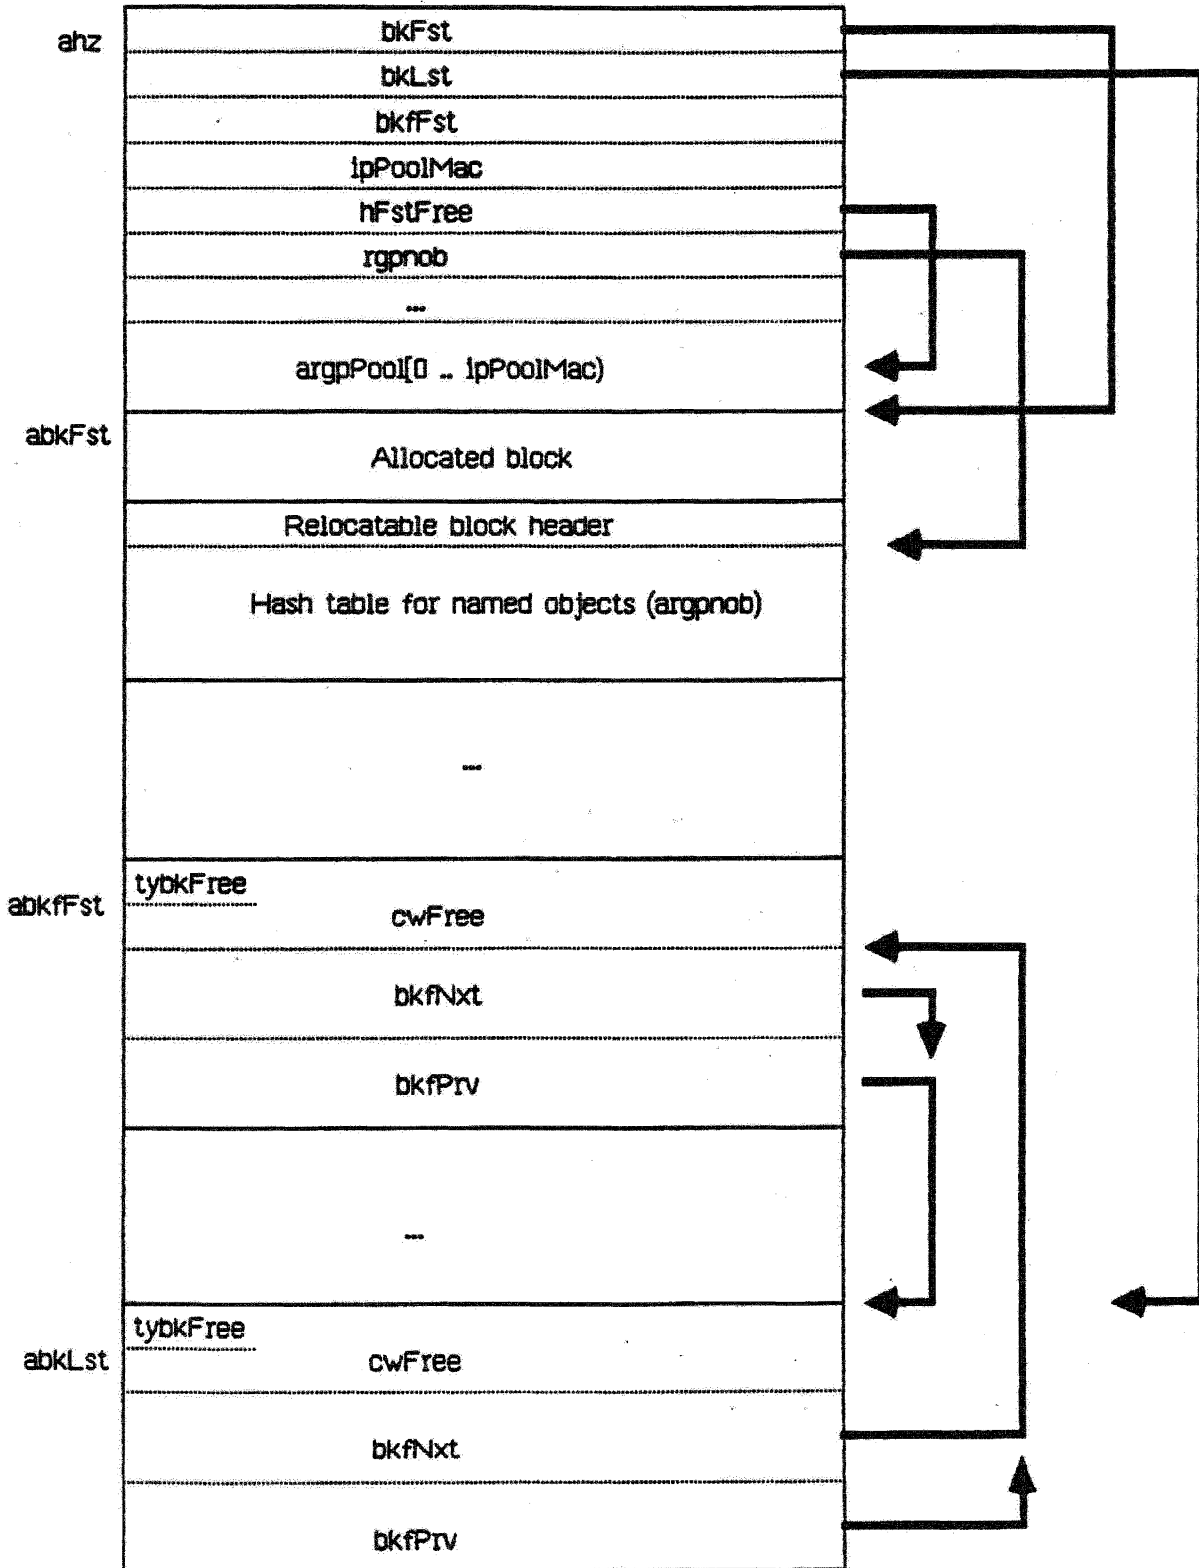 ahz
bkFst
bkLst
bkfFst
ipPoolMac
hFstFree
rgpnob
...
argpPool[0 .. ipPoolMac)
abkFst
Allocated block
Relocatable block header
Hash table for named objects (argpnob)
...
abkfFst
tybkFree
cwFree
bkfNxt
bkfPrv
...
abkLst
tybkFree
cwFree
bkfNxt
bkfPrv